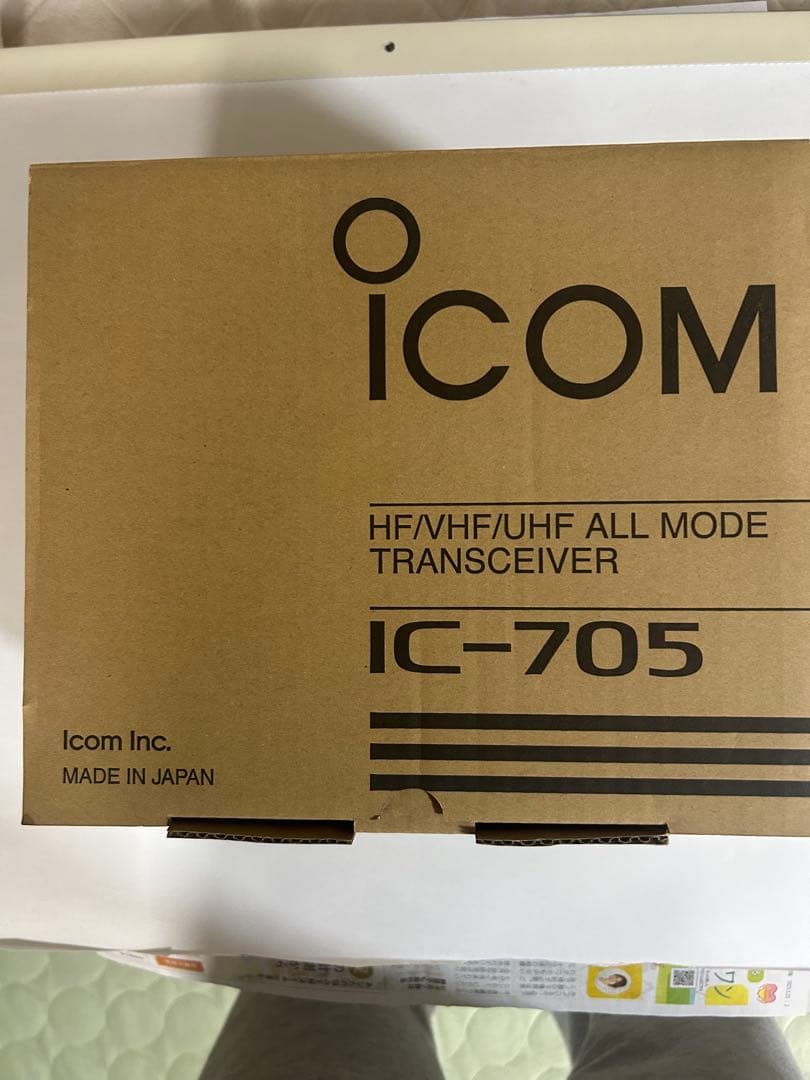 ICOM
HF/VHF/UHF ALL MODE
TRANSCEIVER
IC-705
Icom Inc.
MADE IN JAPAN